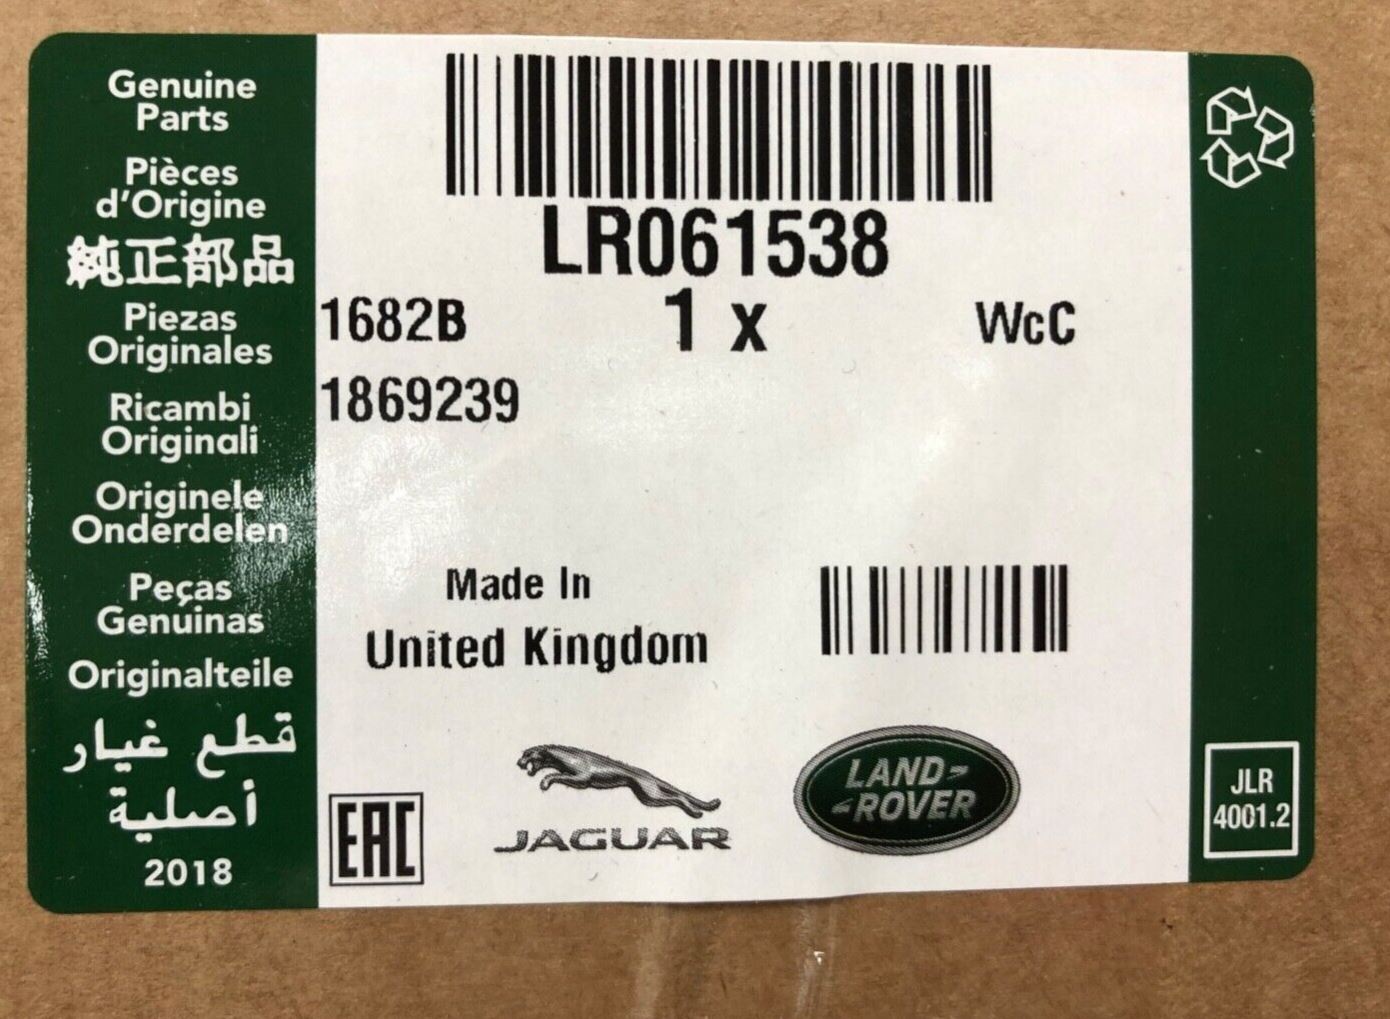 Genuine
Parts
Pièces
d'Origine
純正部品
Piezas
Originales
Ricambi
Originali
Originele
Onderdelen
Peças
Genuinas
Originalteile
قطع غيار
أصلية
2018
LR061538
1682B
1 x
WcC
1869239
Made In
United Kingdom
EAC
JAGUAR
LAND-
-ROVER
JLR
4001.2